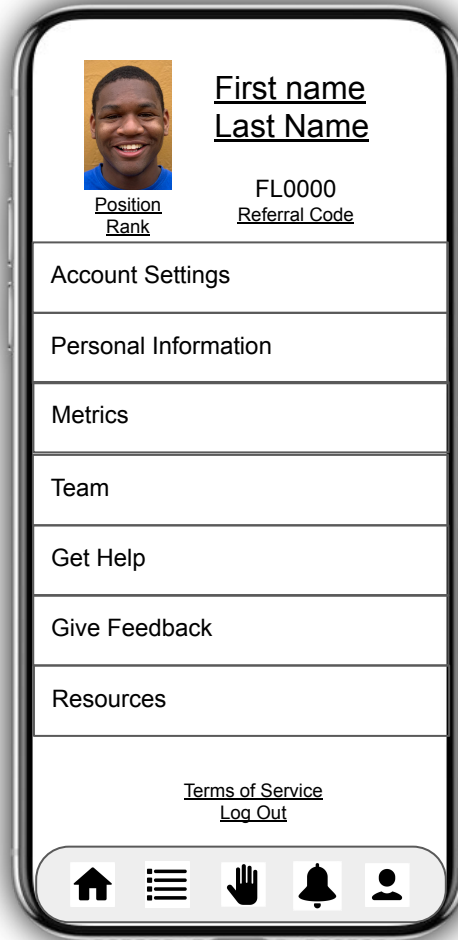 First name
Last Name
Position
Rank
FL0000
Referral Code
Account Settings
Personal Information
Metrics
Team
Get Help
Give Feedback
Resources
Terms of Service
Log Out